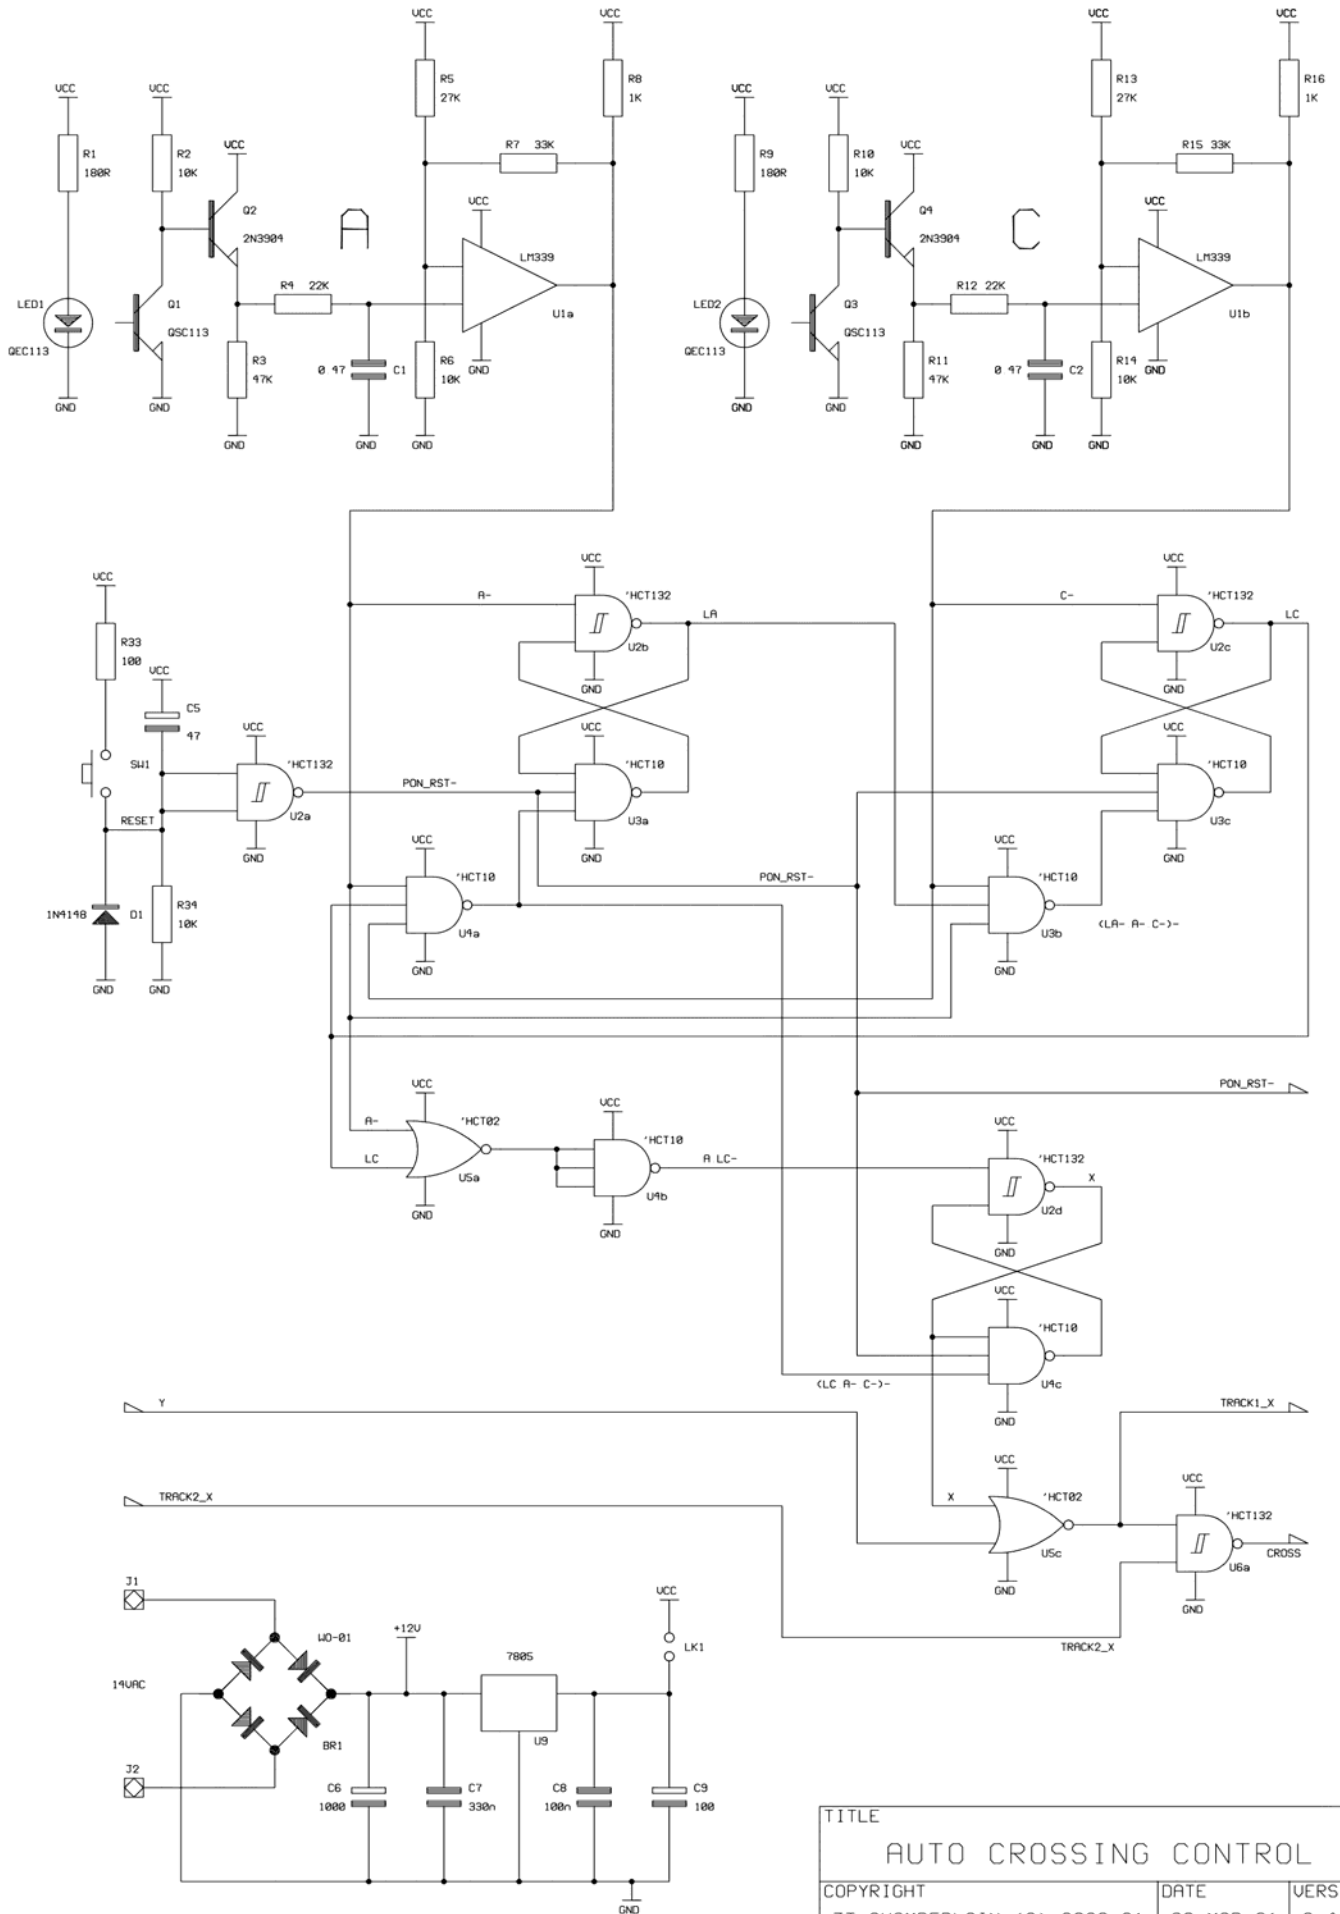 VCC
VCC
VCC
VCC
R5
27K
R8
1K
R13
27K
R16
1K
VCC
VCC
VCC
VCC
R1
180R
R2
10K
VCC
R7 33K
R9
180R
R10
10K
VCC
R15 33K
Q2
2N3904
A
VCC
LM339
Q4
2N3904
C
VCC
LM339
LED1
QEC113
Q1
QSC113
R4 22K
U1a
LED2
QEC113
Q3
QSC113
R12 22K
U1b
R3
47K
0 47
C1
R6
10K
GND
R11
47K
0 47
C2
R14
10K
GND
GND
GND
GND
GND
GND
GND
GND
GND
GND
GND
VCC
VCC
VCC
A-
'HCT132
LA
C-
'HCT132
LC
R33
100
VCC
U2b
GND
U2c
GND
C5
47
VCC
VCC
VCC
SW1
'HCT132
PON_RST-
'HCT10
'HCT10
RESET
U2a
U3a
U3c
GND
VCC
GND
VCC
GND
1N4148
D1
R34
10K
'HCT10
PON_RST-
'HCT10
U4a
U3b
(LA- A- C-)-
GND
GND
GND
GND
VCC
VCC
PON_RST-
A-
'HCT02
'HCT10
VCC
LC
U5a
U4b
A LC-
'HCT132
X
U2d
GND
GND
GND
VCC
'HCT10
(LC A- C-)-
U4c
Y
GND
TRACK1_X
VCC
VCC
TRACK2_X
X
'HCT02
'HCT132
U5c
U6a
CROSS
GND
GND
TRACK2_X
J1
WO-01
+12V
7805
VCC
LK1
14VAC
BR1
U9
J2
C6
1000
C7
330n
C8
100n
C9
100
GND
TITLE
AUTO CROSSING CONTROL
COPYRIGHT
DATE
VERS